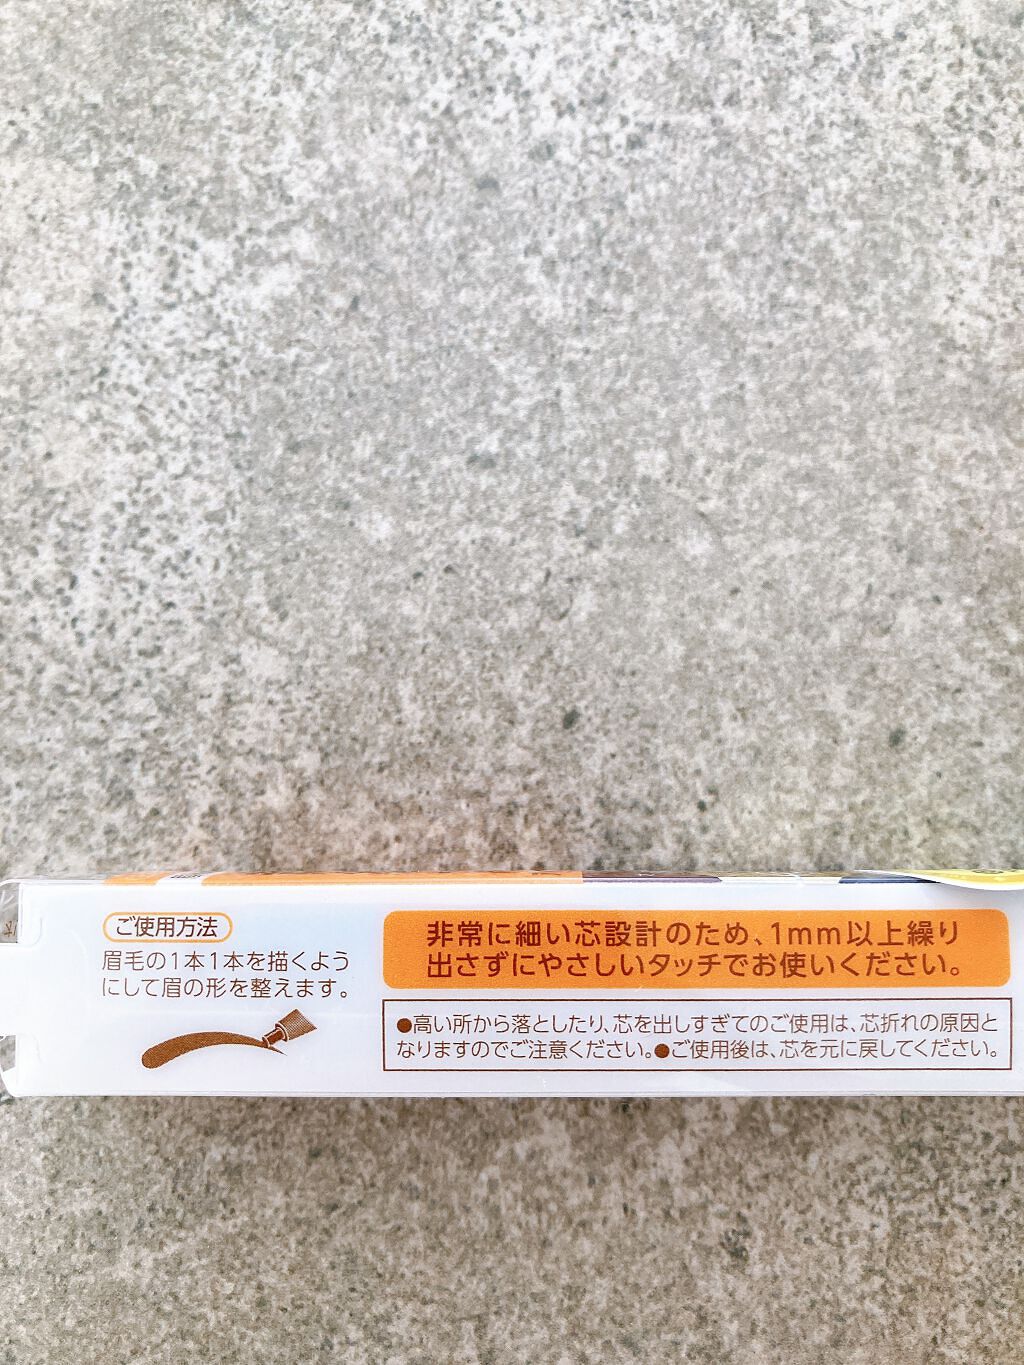 ご使用方法
眉毛の1本1本を描くよう
にして眉の形を整えます。
非常に細い芯設計のため、1mm以上繰り
出さずにやさしいタッチでお使いください。
●高い所から落としたり、芯を出しすぎてのご使用は、芯折れの原因と
なりますのでご注意ください。●ご使用後は、芯を元に戻してください。